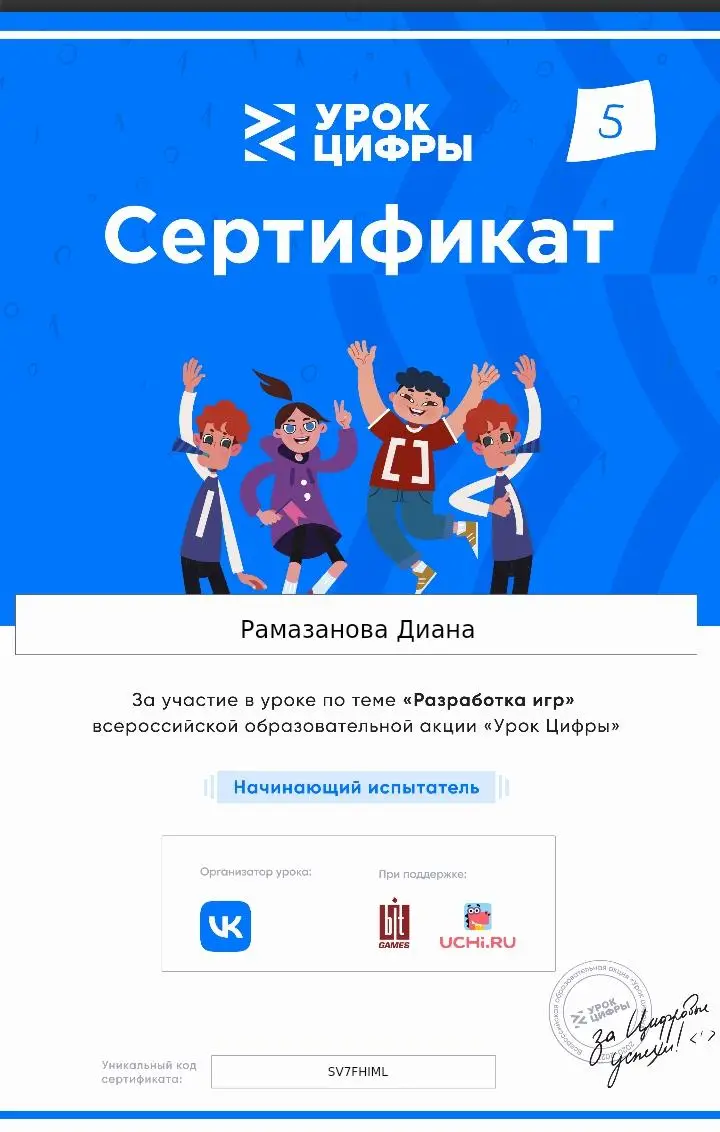 УРОК
ЦИФРЫ
5
Сертификат
[ ]
;
Рамазанова Диана
За участие в уроке по теме «Разработка игр»
всероссийской образовательной акции «Урок Цифры»
Начинающий испытатель
Организатор урока:
При поддержке:
VK
bit
GAMES
UCHi.RU
Всероссийская образовательная акция «Урок Цифры»
УРОК
ЦИФРЫ
за Цифровые
успехи! <'>
Уникальный код
сертификата:
SV7FHIML